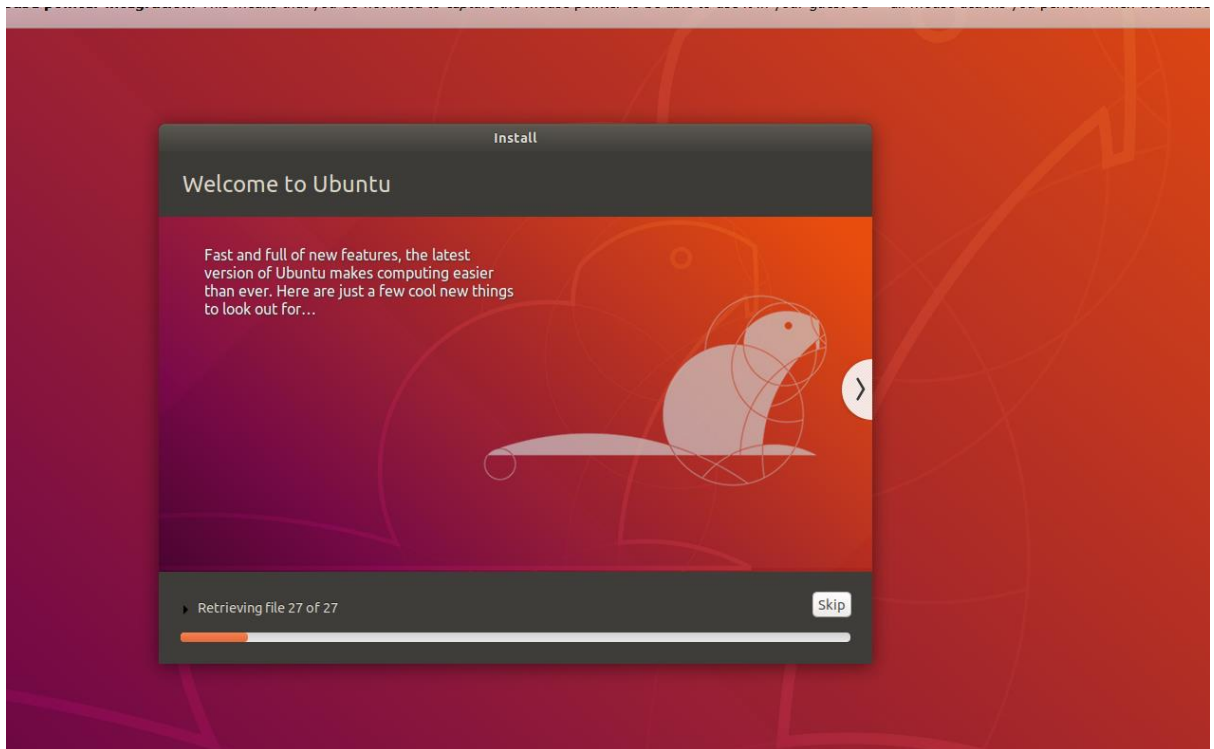 Install
Welcome to Ubuntu
Fast and full of new features, the latest
version of Ubuntu makes computing easier
than ever. Here are just a few cool new things
to look out for...
Retrieving file 27 of 27
Skip